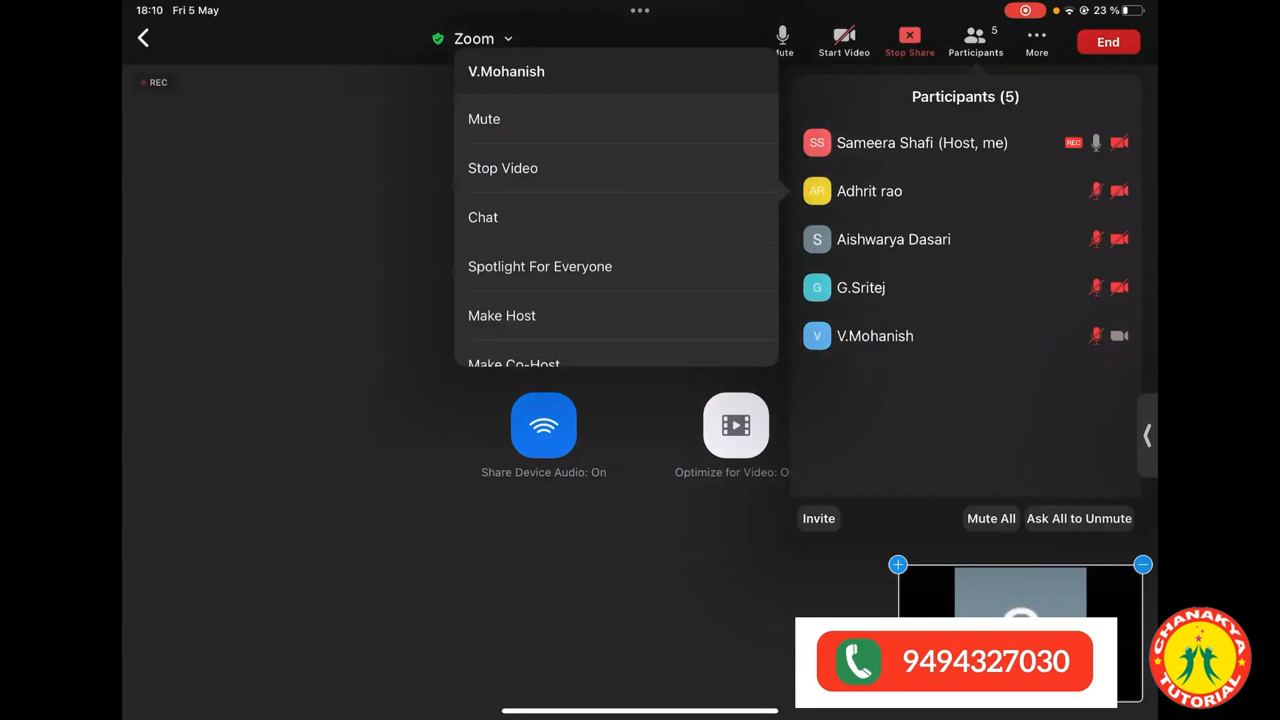 18:10 Fri 5 May
23 %
Zoom
Mute
Start Video
Stop Share
5
Participants
More
End
REC
V.Mohanish
Mute
Stop Video
Chat
Spotlight For Everyone
Make Host
Make Co-Host
Participants (5)
SS Sameera Shafi (Host, me) REC
AR Adhrit rao
S Aishwarya Dasari
G G.Sritej
V V.Mohanish
Share Device Audio: On
Optimize for Video: O
Invite
Mute All
Ask All to Unmute
9494327030
CHANAKYA
TUTORIAL